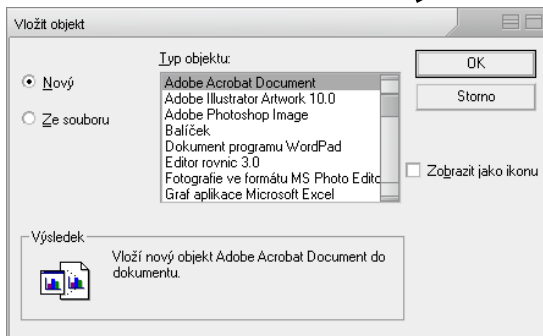 Vložit objekt
Typ objektu:
OK
Nový
Adobe Acrobat Document
Adobe Illustrator Artwork 10.0
Storno
Adobe Photoshop Image
Ze souboru
Balíček
Dokument programu WordPad
Editor rovnic 3.0
Fotografie ve formátu MS Photo Edito
Zobrazit jako ikonu
Graf aplikace Microsoft Excel
Výsledek
Vloží nový objekt Adobe Acrobat Document do
dokumentu.